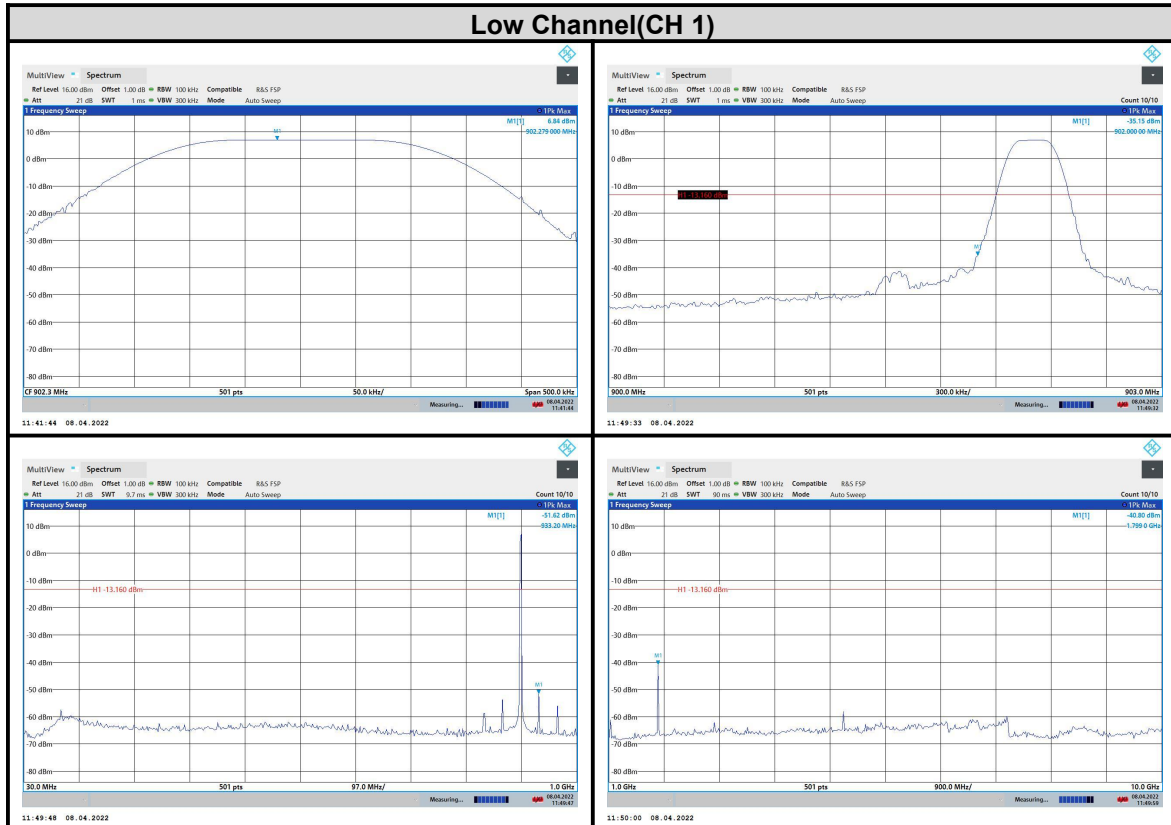 Low Channel(CH 1)
MultiView Spectrum
Ref Level 16.00 dBm Offset 1.00 dB RBW 100 kHz Compatible R&S FSP
Att 21 dB SWT 1 ms VBW 300 kHz Mode Auto Sweep
1 Frequency Sweep 1Pk Max
M1[1] 6.84 dBm
902.279 000 MHz
M1
10 dBm
0 dBm
-10 dBm
-20 dBm
-30 dBm
-40 dBm
-50 dBm
-60 dBm
-70 dBm
-80 dBm
CF 902.3 MHz 501 pts 50.0 kHz/ Span 500.0 kHz
Measuring... 08.04.2022
11:41:44
11:41:44 08.04.2022
MultiView Spectrum
Ref Level 16.00 dBm Offset 1.00 dB RBW 100 kHz Compatible R&S FSP
Att 21 dB SWT 1 ms VBW 300 kHz Mode Auto Sweep Count 10/10
1 Frequency Sweep 1Pk Max
M1[1] -35.15 dBm
902.000 00 MHz
10 dBm
0 dBm
-10 dBm
H1 -13.160 dBm
-20 dBm
-30 dBm
M1
-40 dBm
-50 dBm
-60 dBm
-70 dBm
-80 dBm
900.0 MHz 501 pts 300.0 kHz/ 903.0 MHz
Measuring... 08.04.2022
11:49:32
11:49:33 08.04.2022
MultiView Spectrum
Ref Level 16.00 dBm Offset 1.00 dB RBW 100 kHz Compatible R&S FSP
Att 21 dB SWT 9.7 ms VBW 300 kHz Mode Auto Sweep Count 10/10
1 Frequency Sweep 1Pk Max
M1[1] -51.62 dBm
933.20 MHz
10 dBm
0 dBm
-10 dBm
H1 -13.160 dBm
-20 dBm
-30 dBm
-40 dBm
M1
-50 dBm
-60 dBm
-70 dBm
-80 dBm
30.0 MHz 501 pts 97.0 MHz/ 1.0 GHz
Measuring... 08.04.2022
11:49:47
11:49:48 08.04.2022
MultiView Spectrum
Ref Level 16.00 dBm Offset 1.00 dB RBW 100 kHz Compatible R&S FSP
Att 21 dB SWT 90 ms VBW 300 kHz Mode Auto Sweep Count 10/10
1 Frequency Sweep 1Pk Max
M1[1] -40.80 dBm
1.799 0 GHz
10 dBm
0 dBm
-10 dBm
H1 -13.160 dBm
-20 dBm
-30 dBm
M1
-40 dBm
-50 dBm
-60 dBm
-70 dBm
-80 dBm
1.0 GHz 501 pts 900.0 MHz/ 10.0 GHz
Measuring... 08.04.2022
11:49:59
11:50:00 08.04.2022